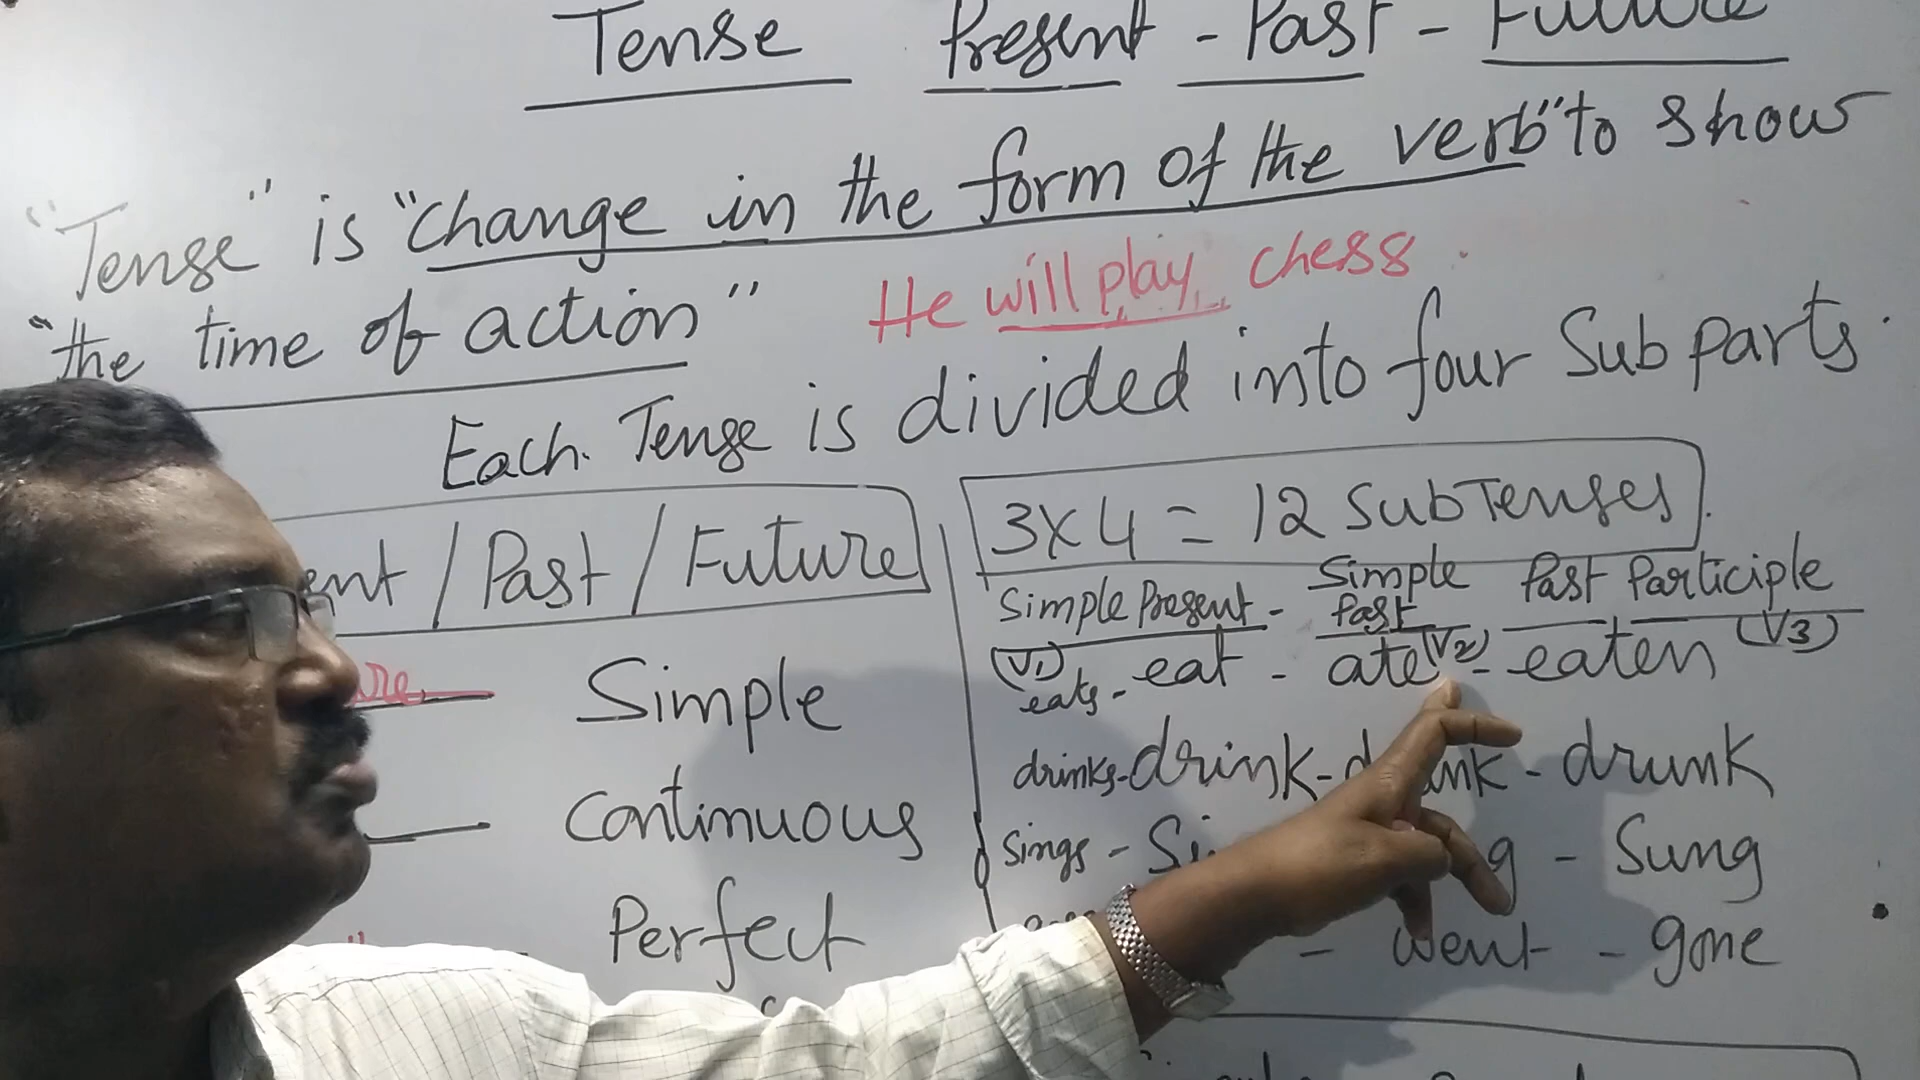 Tense Present - Past - Future
"Tense" is "change in the form of the verb" to show
"the time of action"
He will play chess.
Each Tense is divided into four Sub parts.
/ Past / Future
3x4 = 12 SubTenses.
Simple Present - Simple Past Past Participle
(V1) (V2) (V3)
eats - eat - ate - eaten
drinks - drink - - drunk
sings - - Sung
- went - gone
Simple
Continuous
Perfect